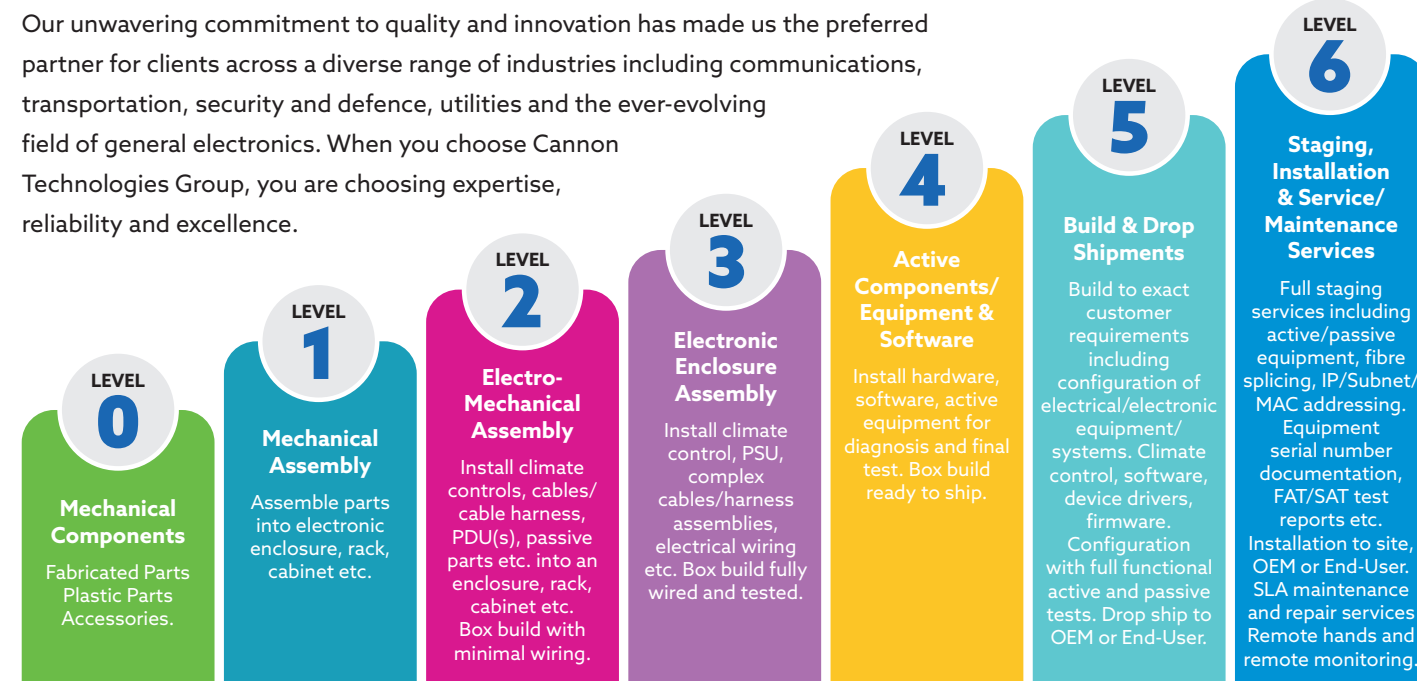 Our unwavering commitment to quality and innovation has made us the preferred
partner for clients across a diverse range of industries including communications,
transportation, security and defence, utilities and the ever-evolving
field of general electronics. When you choose Cannon
Technologies Group, you are choosing expertise,
reliability and excellence.
LEVEL
0
Mechanical
Components
Fabricated Parts
Plastic Parts
Accessories.
LEVEL
1
Mechanical
Assembly
Assemble parts
into electronic
enclosure, rack,
cabinet etc.
LEVEL
2
Electro-
Mechanical
Assembly
Install climate
controls, cables/
cable harness,
PDU(s), passive
parts etc. into an
enclosure, rack,
cabinet etc.
Box build with
minimal wiring.
LEVEL
3
Electronic
Enclosure
Assembly
Install climate
control, PSU,
complex
cables/harness
assemblies,
electrical wiring
etc. Box build fully
wired and tested.
LEVEL
4
Active
Components/
Equipment &
Software
Install hardware,
software, active
equipment for
diagnosis and final
test. Box build
ready to ship.
LEVEL
5
Build & Drop
Shipments
Build to exact
customer
requirements
including
configuration of
electrical/electronic
equipment/
systems. Climate
control, software,
device drivers,
firmware.
Configuration
with full functional
active and passive
tests. Drop ship to
OEM or End-User.
LEVEL
6
Staging,
Installation
& Service/
Maintenance
Services
Full staging
services including
active/passive
equipment, fibre
splicing, IP/Subnet/
MAC addressing.
Equipment
serial number
documentation,
FAT/SAT test
reports etc.
Installation to site,
OEM or End-User.
SLA maintenance
and repair services
Remote hands and
remote monitoring.